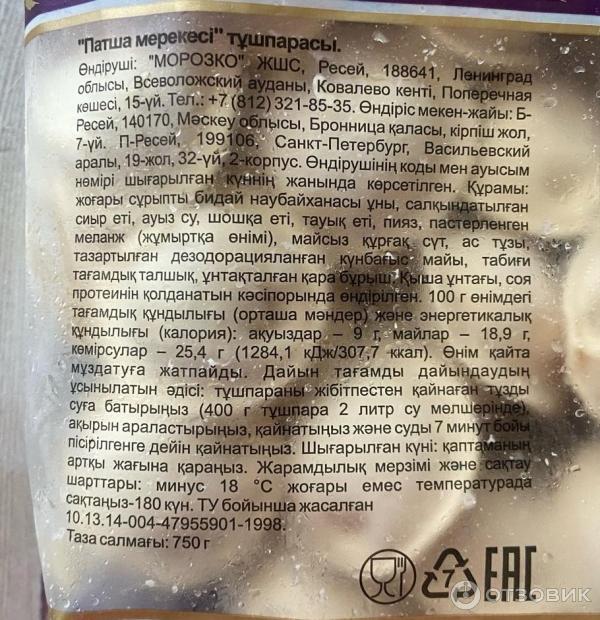 "Патша мерекесі" тұшпарасы.
Өндіруші: "МОРОЗКО" ЖШС, Ресей, 188641, Ленинград
облысы, Всеволожский ауданы, Ковалево кенті, Поперечная
көшесі, 15-үй. Тел.: +7 (812) 321-85-35. Өндіріс мекен-жайы: Б-
Ресей, 140170, Мәскеу облысы, Бронница қаласы, кірпіш жол,
7-үй. П-Ресей, 199106, Санкт-Петербург, Васильевский
аралы, 19-жол, 32-үй, 2-корпус. Өндірушінің коды мен ауысым
нөмірі шығарылған күннің жанында көрсетілген. Құрамы:
жоғары сұрыпты бидай наубайханасы ұны, салқындатылған
сиыр еті, ауыз су, шошқа еті, тауық еті, пияз, пастерленген
меланж (жұмыртқа өнімі), майсыз құрғақ сүт, ас тұзы,
тазартылған дезодорацияланған күнбағыс майы, табиғи
тағамдық талшық, ұнтақталған қара бұрыш. Қыша ұнтағы, соя
протеинін қолданатын кәсіпорында өндірілген. 100 г өнімдегі
тағамдық құндылығы (орташа мәндер) және энергетикалық
құндылығы (калория): ақуыздар – 9 г, майлар – 18,9 г,
көмірсулар – 25,4 г (1284,1 кДж/307,7 ккал). Өнім қайта
мұздатуға жатпайды. Дайын тағамды дайындаудың
ұсынылатын әдісі: тұшпараны жібітпестен қайнаған тұзды
суға батырыңыз (400 г тұшпара 2 литр су мөлшерінде),
ақырын араластырыңыз, қайнатыңыз және суды 7 минут бойы
пісірілгенге дейін қайнатыңыз. Шығарылған күні: қаптаманың
артқы жағына қараңыз. Жарамдылық мерзімі және сақтау
шарттары: минус 18 °С жоғары емес температурада
сақтаңыз-180 күн. ТУ бойынша жасалған
10.13.14-004-47955901-1998.
Таза салмағы: 750 г
7 ЕАС
ОТЗОВИК